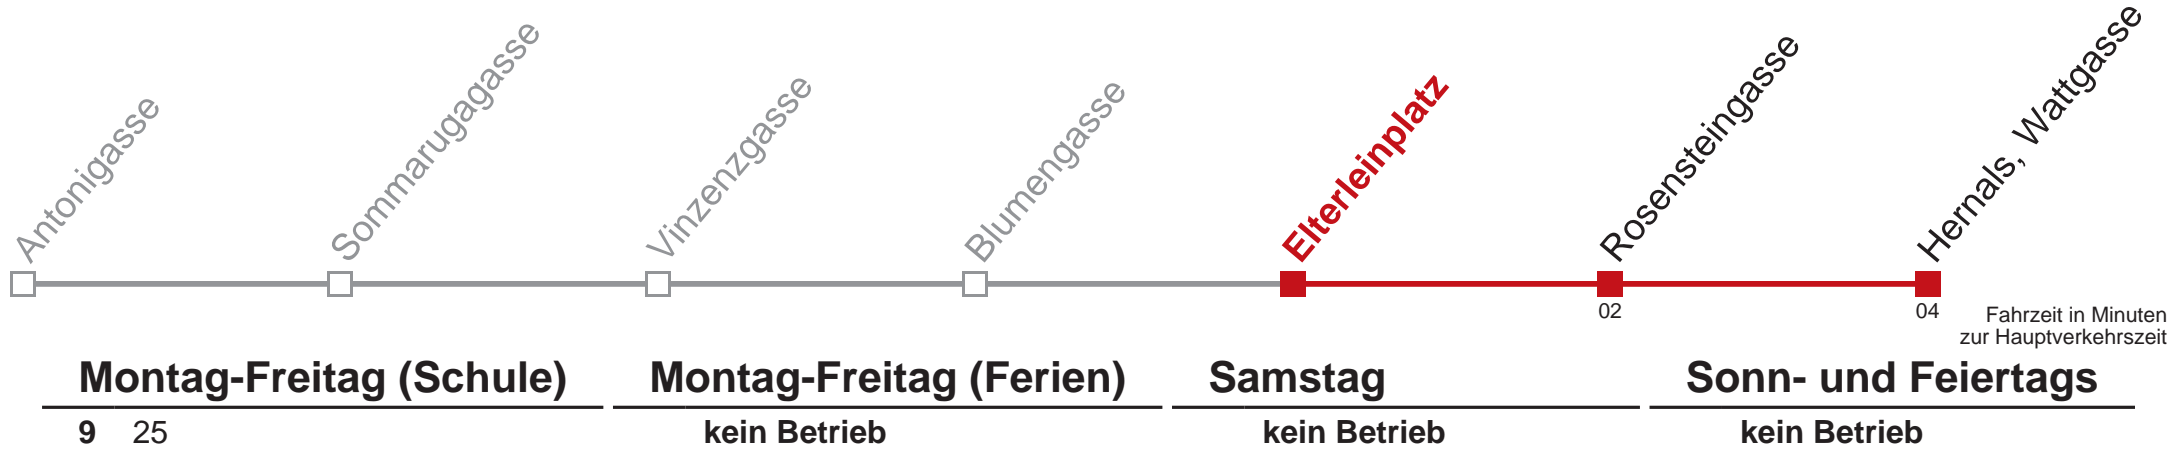 Antonigasse
Sommarugagasse
Vinzenzgasse
Blumengasse
Elterleinplatz
Rosensteingasse
Hernals, Wattgasse
02
04
Fahrzeit in Minuten
zur Hauptverkehrszeit
Montag-Freitag (Schule)
Montag-Freitag (Ferien)
Samstag
Sonn- und Feiertags
9 25
kein Betrieb
kein Betrieb
kein Betrieb